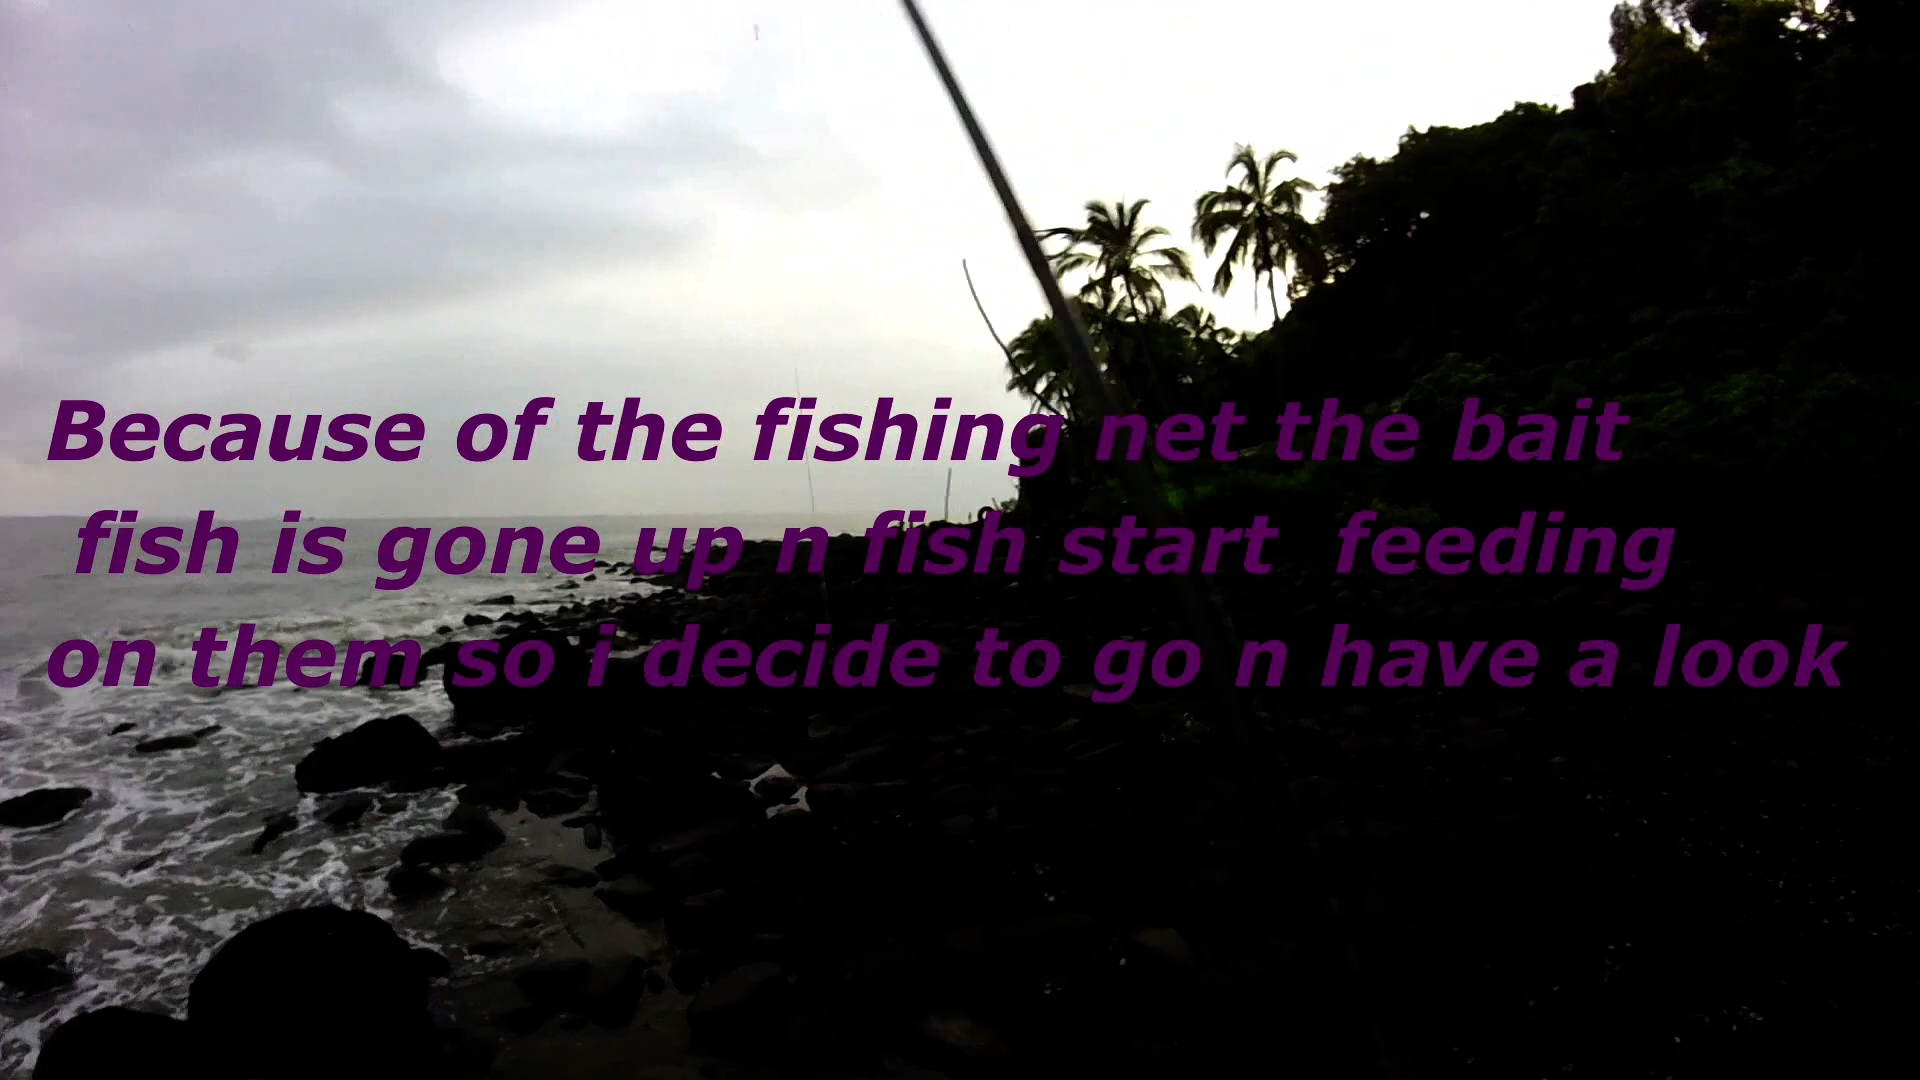 Because of the fishing net the bait
fish is gone up n fish start feeding
on them so i decide to go n have a look